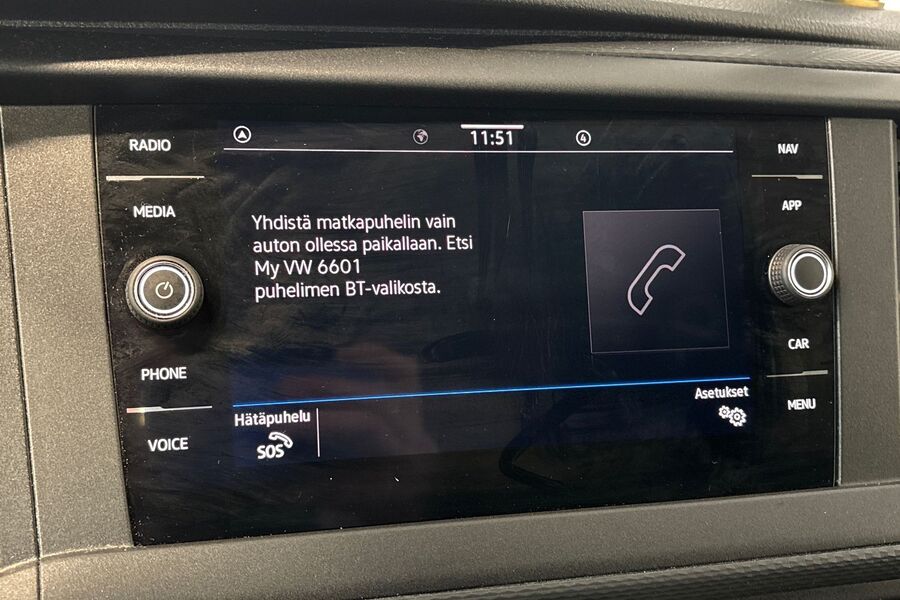 RADIO
MEDIA
PHONE
VOICE
11:51
4
Yhdistä matkapuhelin vain
auton ollessa paikallaan. Etsi
My VW 6601
puhelimen BT-valikosta.
Hätäpuhelu
SOS
Asetukset
NAV
APP
CAR
MENU